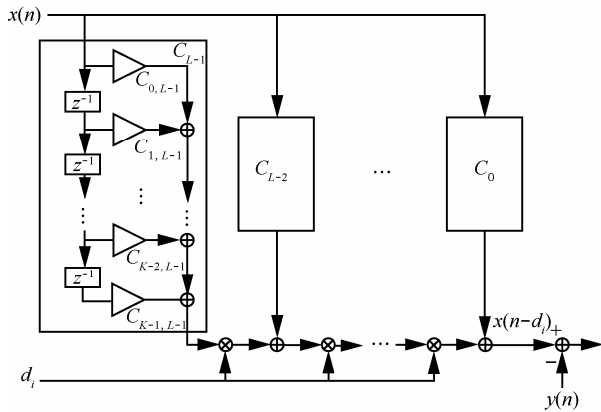 x(n)
C_{L-1}
C_{0, L-1}
z^{-1}
C_{1, L-1}
z^{-1}
C_{L-2}
...
C_0
⋮
⋮
⋮
C_{K-2, L-1}
z^{-1}
C_{K-1, L-1}
x(n-d_i)
+
...
−
d_i
y(n)